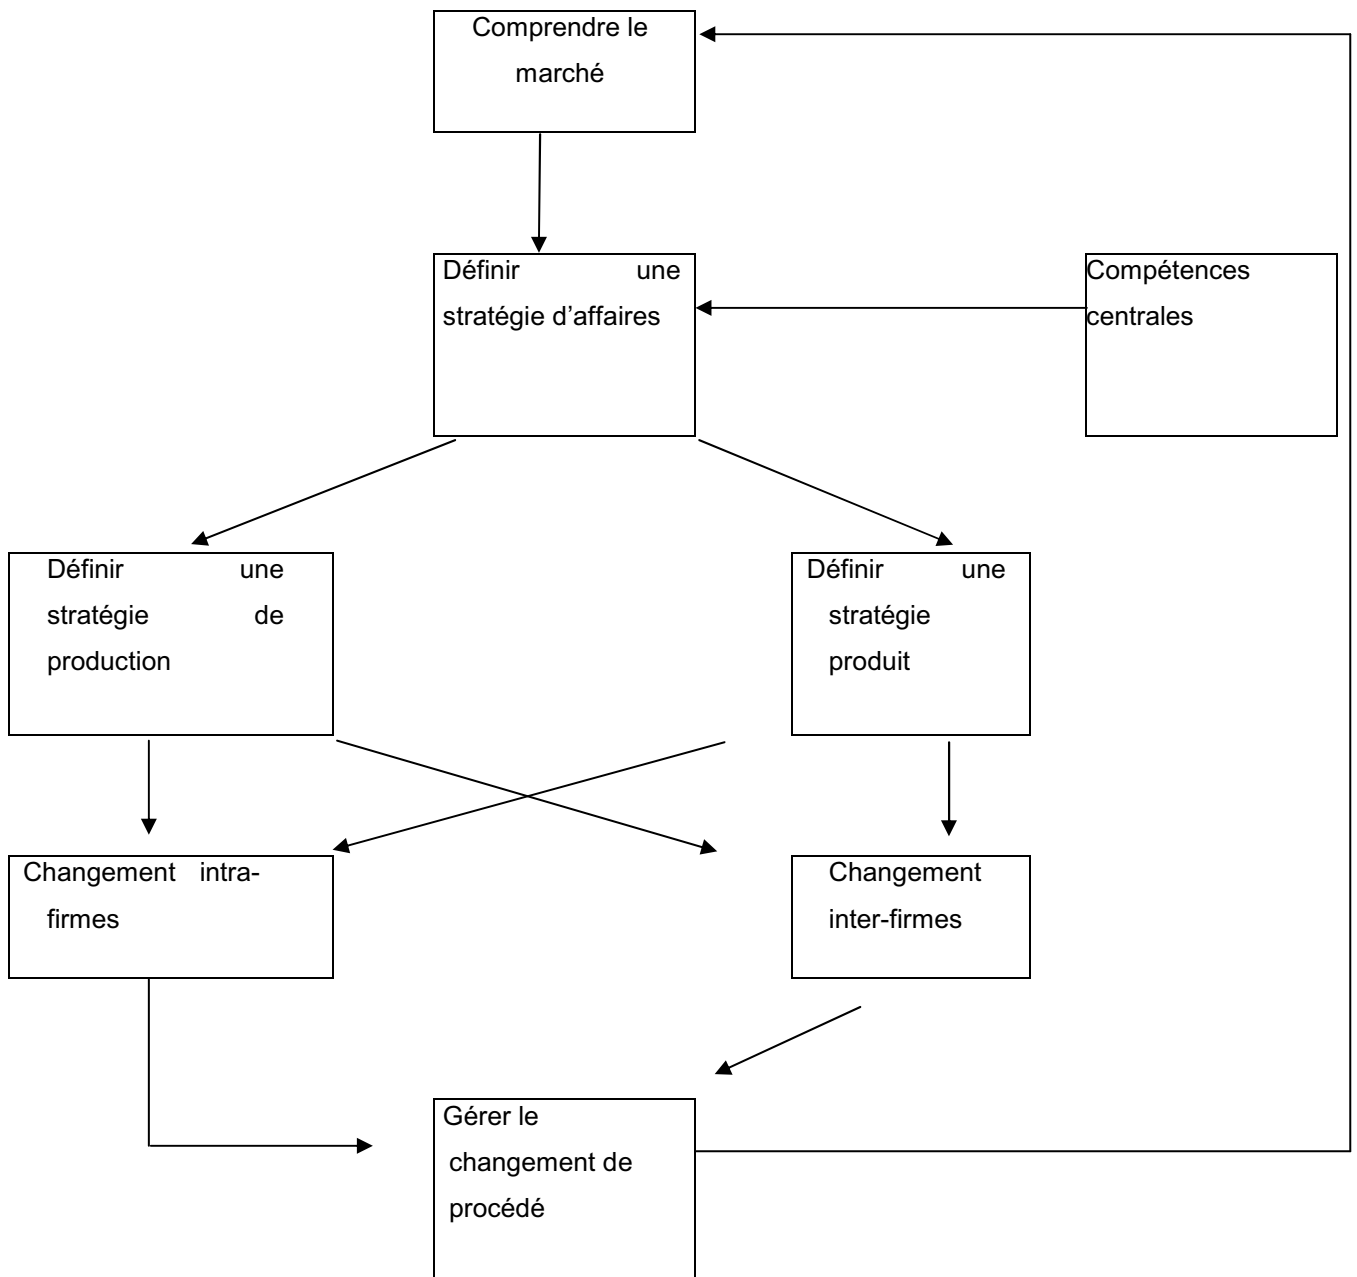 Comprendre le
marché
Définir une
stratégie d’affaires
Compétences
centrales
Définir une
stratégie de
production
Définir une
stratégie
produit
Changement intra-
firmes
Changement
inter-firmes
Gérer le
changement de
procédé